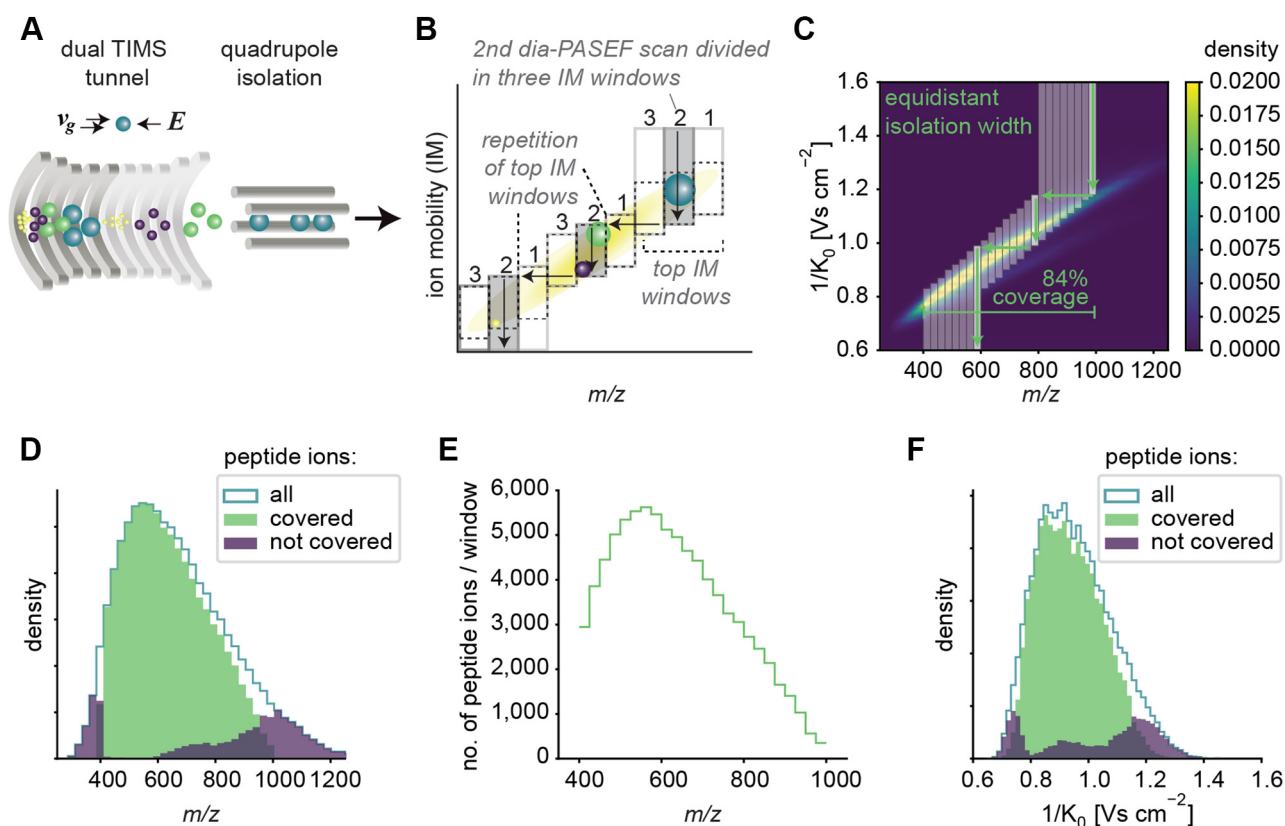 A
dual TIMS
tunnel
quadrupole
isolation
v_g
E
B
2nd dia-PASEF scan divided
in three IM windows
3 2 1
repetition
of top IM
windows
3 2 1
3 2 1
top IM
windows
ion mobility (IM)
m/z
C
density
equidistant
isolation width
84%
coverage
1.6
1.4
1.2
1.0
0.8
0.6
1/K₀ [Vs cm⁻²]
400 600 800 1000 1200
m/z
0.0200
0.0175
0.0150
0.0125
0.0100
0.0075
0.0050
0.0025
0.0000
D
peptide ions:
all
covered
not covered
density
400 600 800 1000 1200
m/z
E
6,000
5,000
4,000
3,000
2,000
1,000
0
no. of peptide ions / window
400 600 800 1000
m/z
F
peptide ions:
all
covered
not covered
density
0.6 0.8 1.0 1.2 1.4 1.6
1/K₀ [Vs cm⁻²]